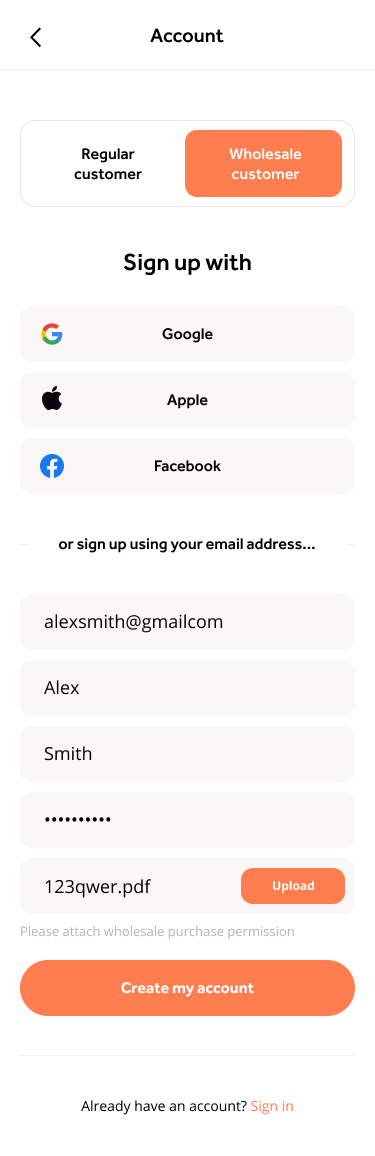 Account
Regular
customer
Wholesale
customer
Sign up with
Google
Apple
Facebook
or sign up using your email address...
alexsmith@gmailcom
Alex
Smith
••••••••••
123qwer.pdf
Upload
Please attach wholesale purchase permission
Create my account
Already have an account? Sign in